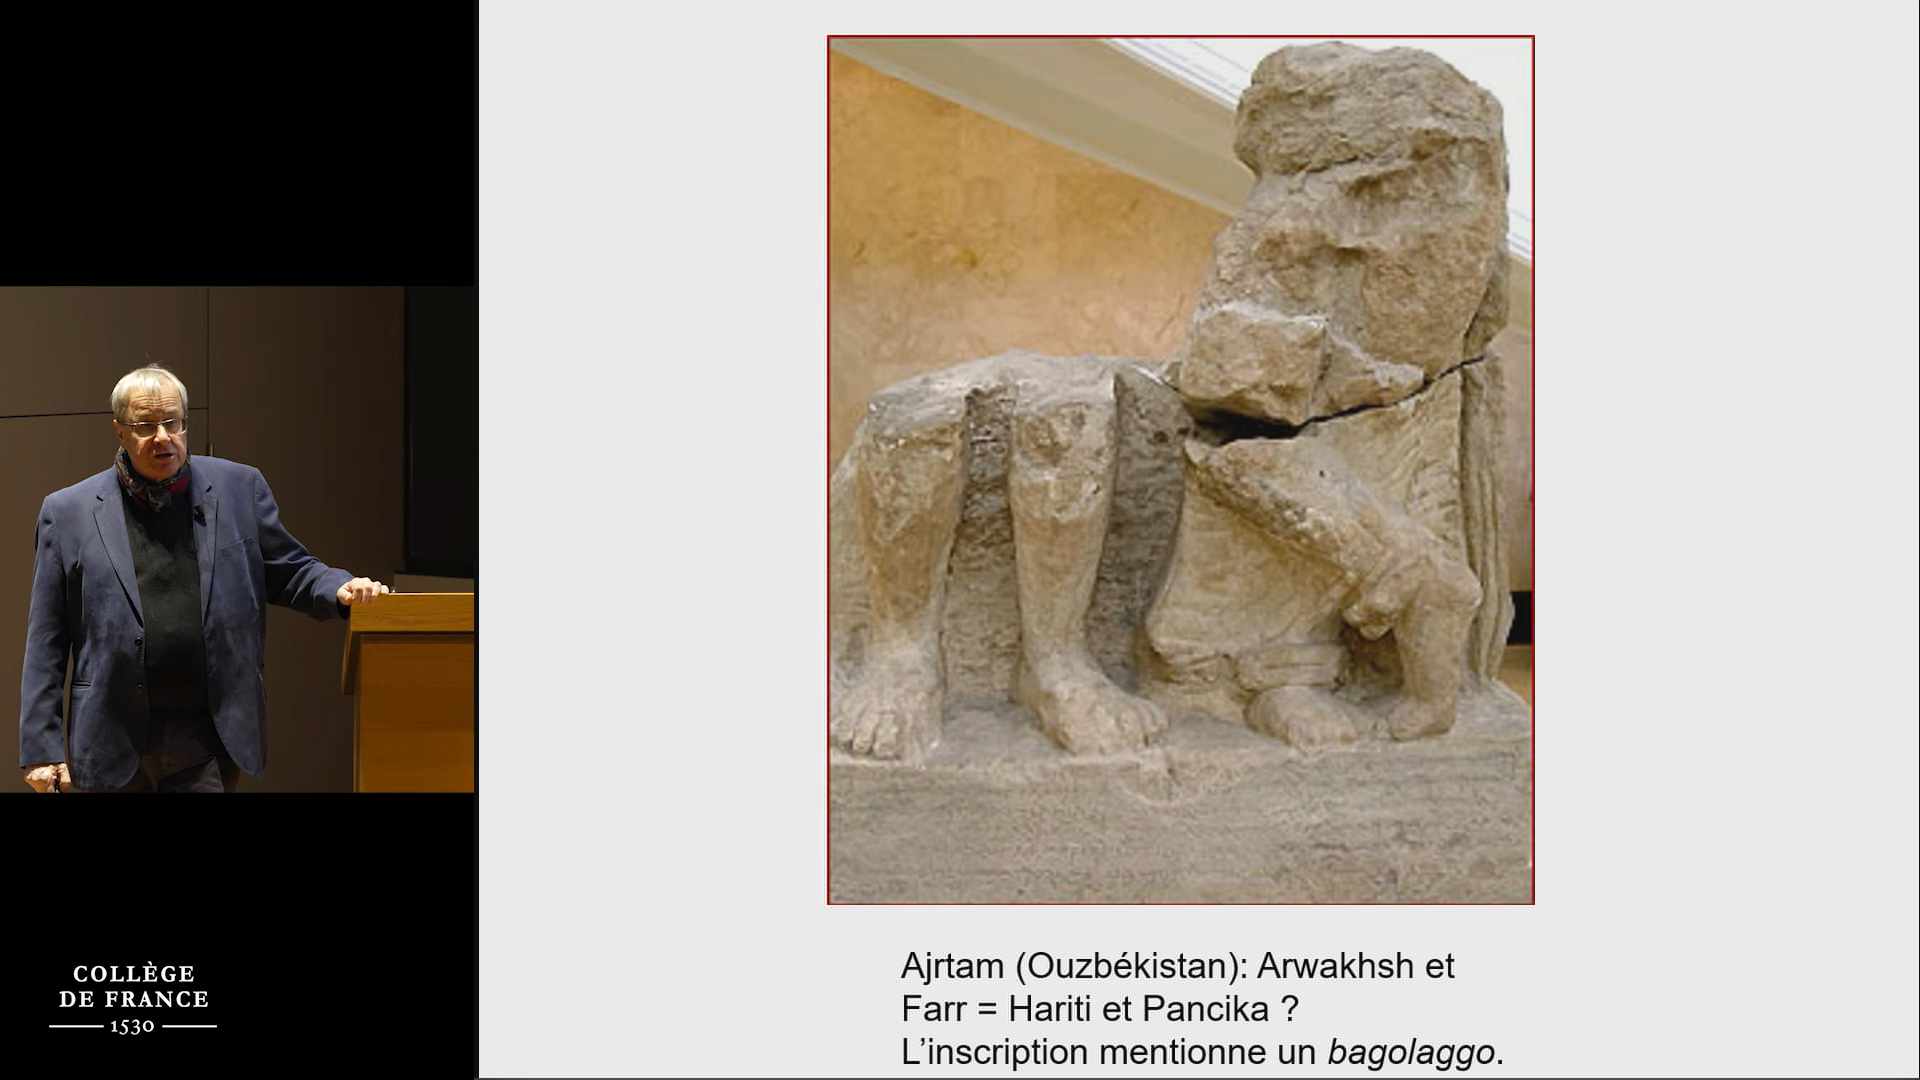 COLLÈGE
DE FRANCE
1530
Ajrtam (Ouzbékistan): Arwakhsh et
Farr = Hariti et Pancika ?
L’inscription mentionne un bagolaggo.